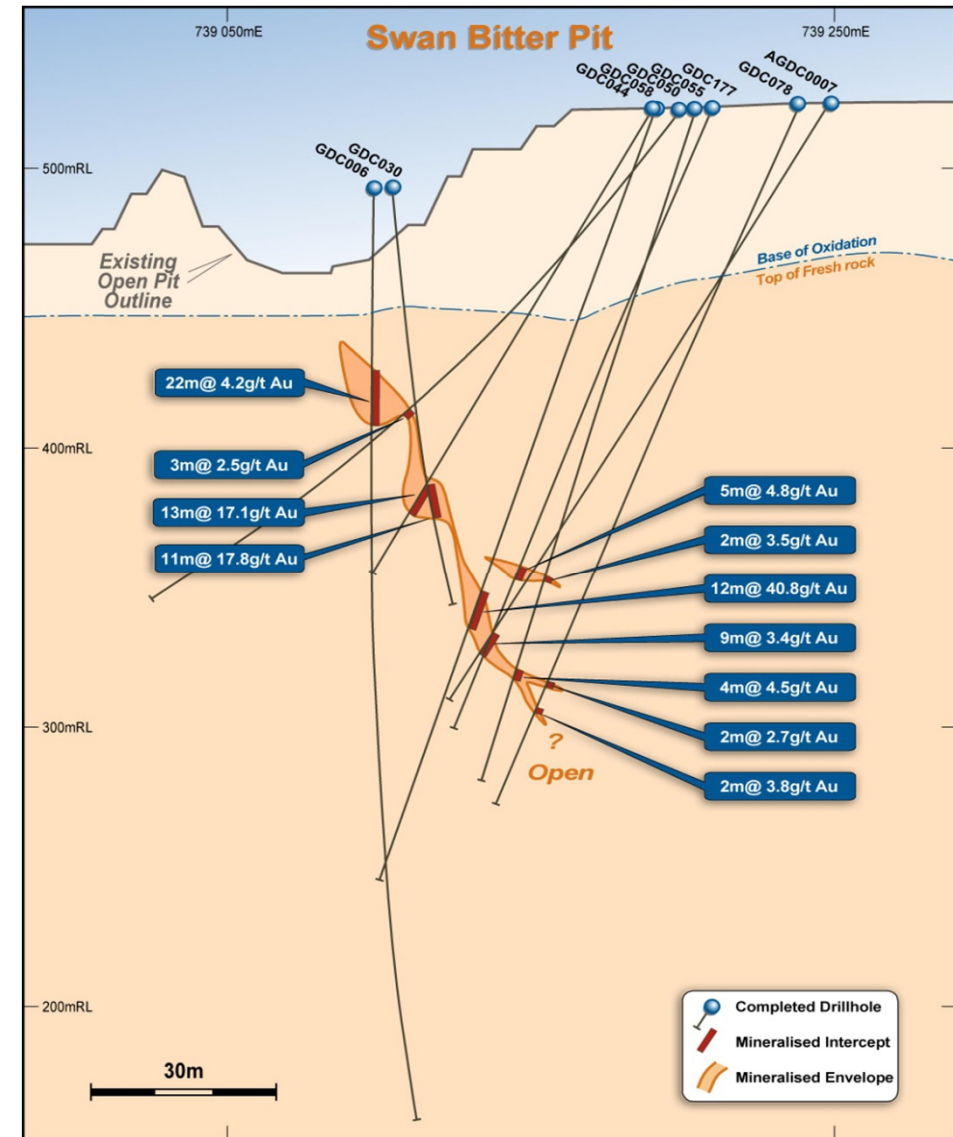 739 050mE
Swan Bitter Pit
739 250mE
GDC044
GDC058
GDC050
GDC055
GDC177
GDC078
AGDC0007
GDC006
GDC030
500mRL
Existing
Open Pit
Outline
Base of Oxidation
Top of Fresh rock
22m@ 4.2g/t Au
400mRL
3m@ 2.5g/t Au
13m@ 17.1g/t Au
11m@ 17.8g/t Au
5m@ 4.8g/t Au
2m@ 3.5g/t Au
12m@ 40.8g/t Au
9m@ 3.4g/t Au
4m@ 4.5g/t Au
2m@ 2.7g/t Au
2m@ 3.8g/t Au
300mRL
?
Open
200mRL
30m
Completed Drillhole
Mineralised Intercept
Mineralised Envelope